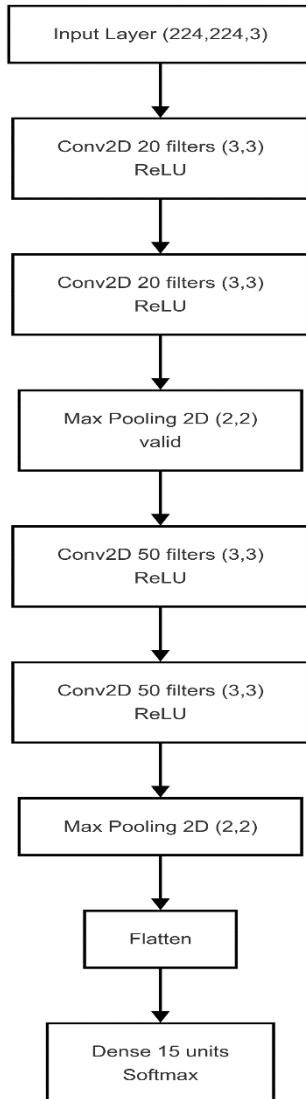 Input Layer (224,224,3)
Conv2D 20 filters (3,3)
ReLU
Conv2D 20 filters (3,3)
ReLU
Max Pooling 2D (2,2)
valid
Conv2D 50 filters (3,3)
ReLU
Conv2D 50 filters (3,3)
ReLU
Max Pooling 2D (2,2)
Flatten
Dense 15 units
Softmax